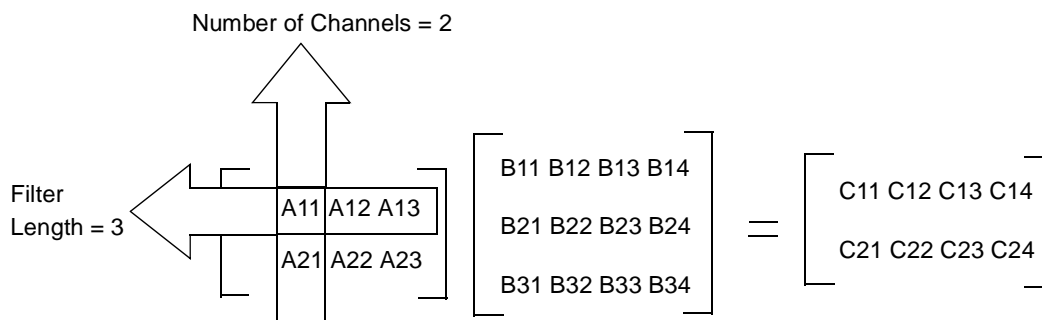 Number of Channels = 2
Filter
Length = 3
A11 A12 A13
A21 A22 A23
B11 B12 B13 B14
B21 B22 B23 B24
B31 B32 B33 B34
=
C11 C12 C13 C14
C21 C22 C23 C24